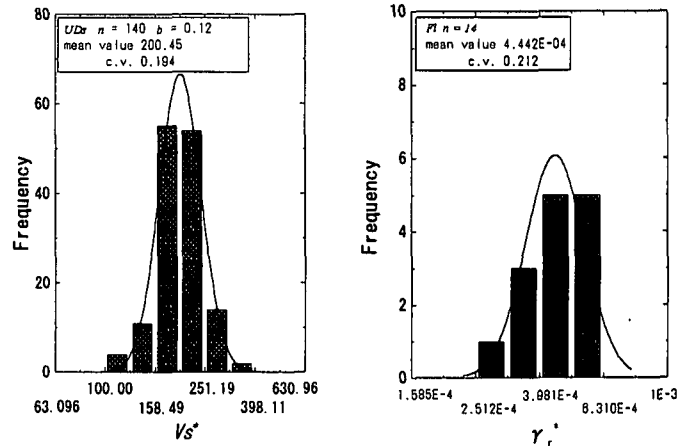 UDs n = 140 b = 0.12
mean value 200.45
c.v. 0.194
80
60
40
20
0
Frequency
100.00 251.19 630.96
63.096 158.49 398.11
Vs*
Fl n = 14
mean value 4.442E-04
c.v. 0.212
10
8
6
4
2
0
Frequency
1.585E-4 3.981E-4 1E-3
2.512E-4 6.310E-4
γr*